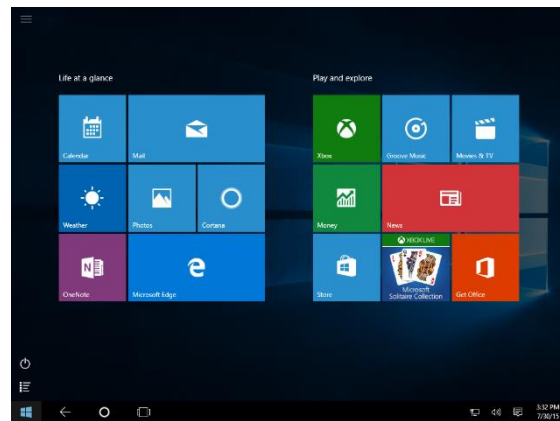 Life at a glance
Play and explore
Calendar
Mail
Xbox
Groove Music
Movies & TV
Weather
Photos
Cortana
Money
News
XBOX LIVE
OneNote
Microsoft Edge
Store
Microsoft
Solitaire Collection
Get Office
3:32 PM
7/30/15